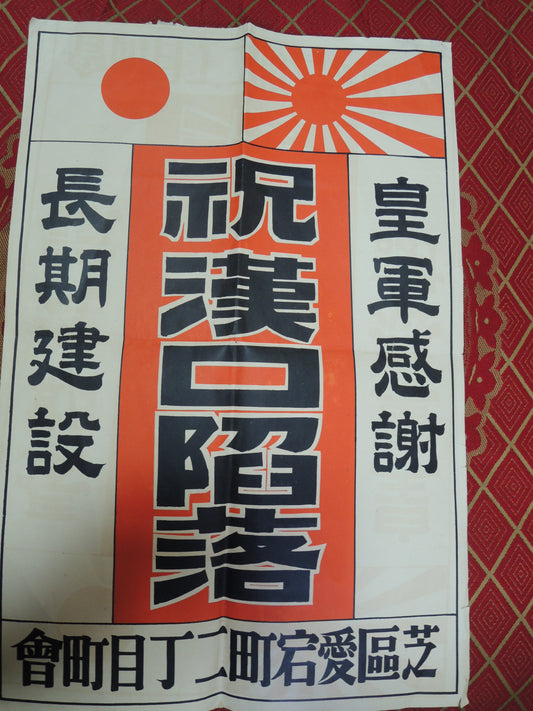 皇軍感謝
祝漢口陥落
長期建設
芝區愛宕町二丁目町會